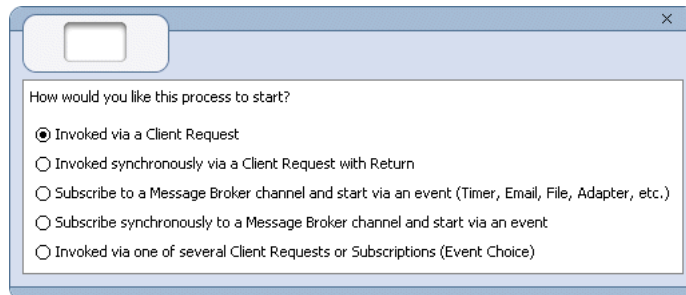 How would you like this process to start?
Invoked via a Client Request
Invoked synchronously via a Client Request with Return
Subscribe to a Message Broker channel and start via an event (Timer, Email, File, Adapter, etc.)
Subscribe synchronously to a Message Broker channel and start via an event
Invoked via one of several Client Requests or Subscriptions (Event Choice)